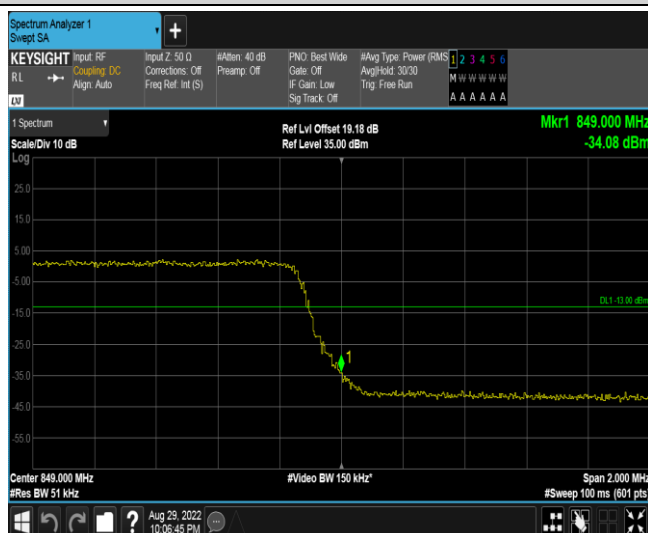 Spectrum Analyzer 1
Swept SA
KEYSIGHT
RL
LXI
Input: RF
Coupling: DC
Align: Auto
Input Z: 50 Ω
Corrections: Off
Freq Ref: Int (S)
#Atten: 40 dB
Preamp: Off
PNO: Best Wide
Gate: Off
IF Gain: Low
Sig Track: Off
#Avg Type: Power (RMS
Avg|Hold: 30/30
Trig: Free Run
1 2 3 4 5 6
M W W W W W
A A A A A A
1 Spectrum
Scale/Div 10 dB
Log
Ref Lvl Offset 19.18 dB
Ref Level 35.00 dBm
Mkr1 849.000 MHz
-34.08 dBm
25.0
15.0
5.00
-5.00
-15.0
-25.0
-35.0
-45.0
-55.0
DL1 -13.00 dBm
1
Center 849.000 MHz
#Res BW 51 kHz
#Video BW 150 kHz*
Span 2.000 MHz
#Sweep 100 ms (601 pts)
?
Aug 29, 2022
10:06:45 PM